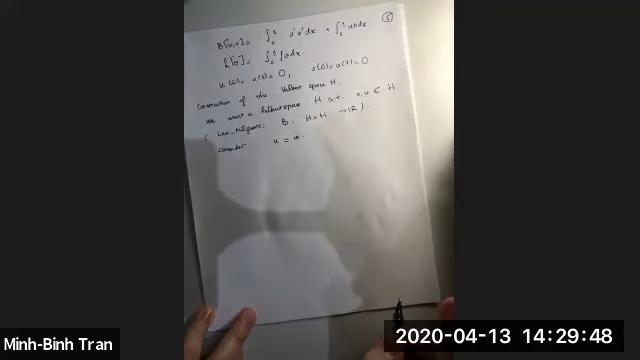 B[u,v] = ∫₀¹ u'v'dx + ∫₀¹ uv dx
5
L[v] = ∫₀¹ fv dx.
u(0) = u(1) = 0, v(0) = v(1) = 0
Construction of the Hilbert space H.
We want a Hilbert space H s.t. u,v ∈ H.
( Lax-Milgram: B: H×H → ℝ )
Consider u = v.
Minh-Binh Tran
2020-04-13 14:29:48